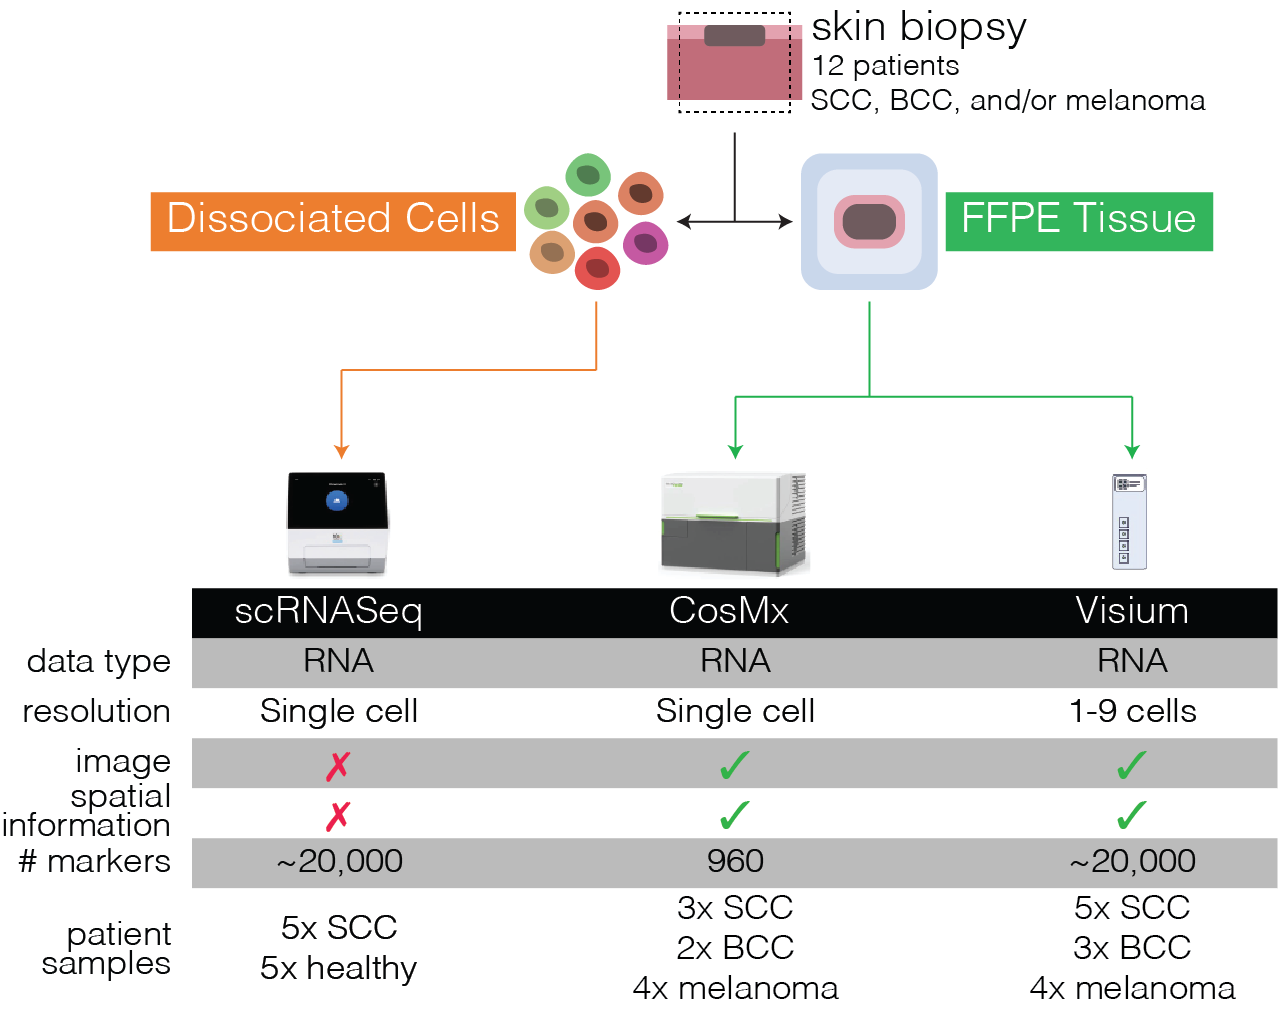 skin biopsy
12 patients
SCC, BCC, and/or melanoma
Dissociated Cells
FFPE Tissue
scRNASeq CosMx Visium
data type RNA RNA RNA
resolution Single cell Single cell 1-9 cells
image ✗ ✓ ✓
spatial
information ✗ ✓ ✓
# markers ~20,000 960 ~20,000
patient
samples
5x SCC
5x healthy
3x SCC
2x BCC
4x melanoma
5x SCC
3x BCC
4x melanoma